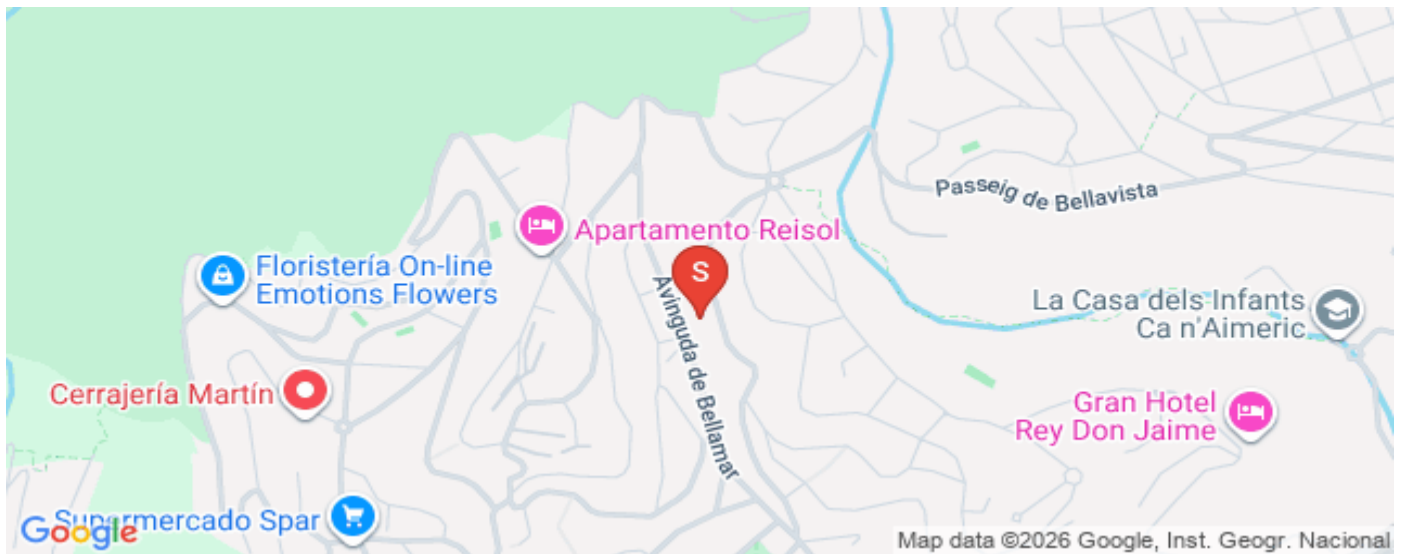 Passeig de Bellavista
Apartamento Reisol
Floristería On-line
Emotions Flowers
S
Avinguda de Bellamar
La Casa dels Infants
Ca n'Aimeric
Cerrajería Martín
Gran Hotel
Rey Don Jaime
Supermercado Spar
Google
Map data ©2026 Google, Inst. Geogr. Nacional